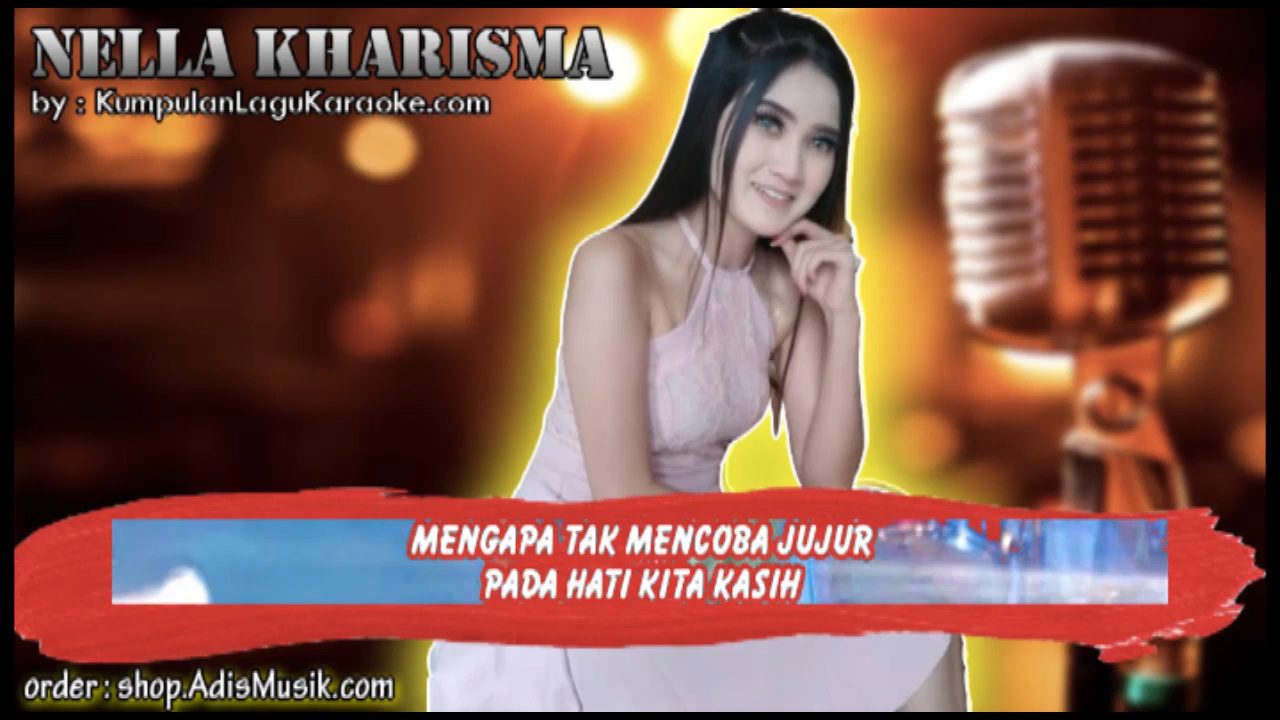 NELLA KHARISMA
by : KumpulanLaguKaraoke.com
MENGAPA TAK MENCOBA JUJUR
PADA HATI KITA KASIH
order : shop.AdisMusik.com